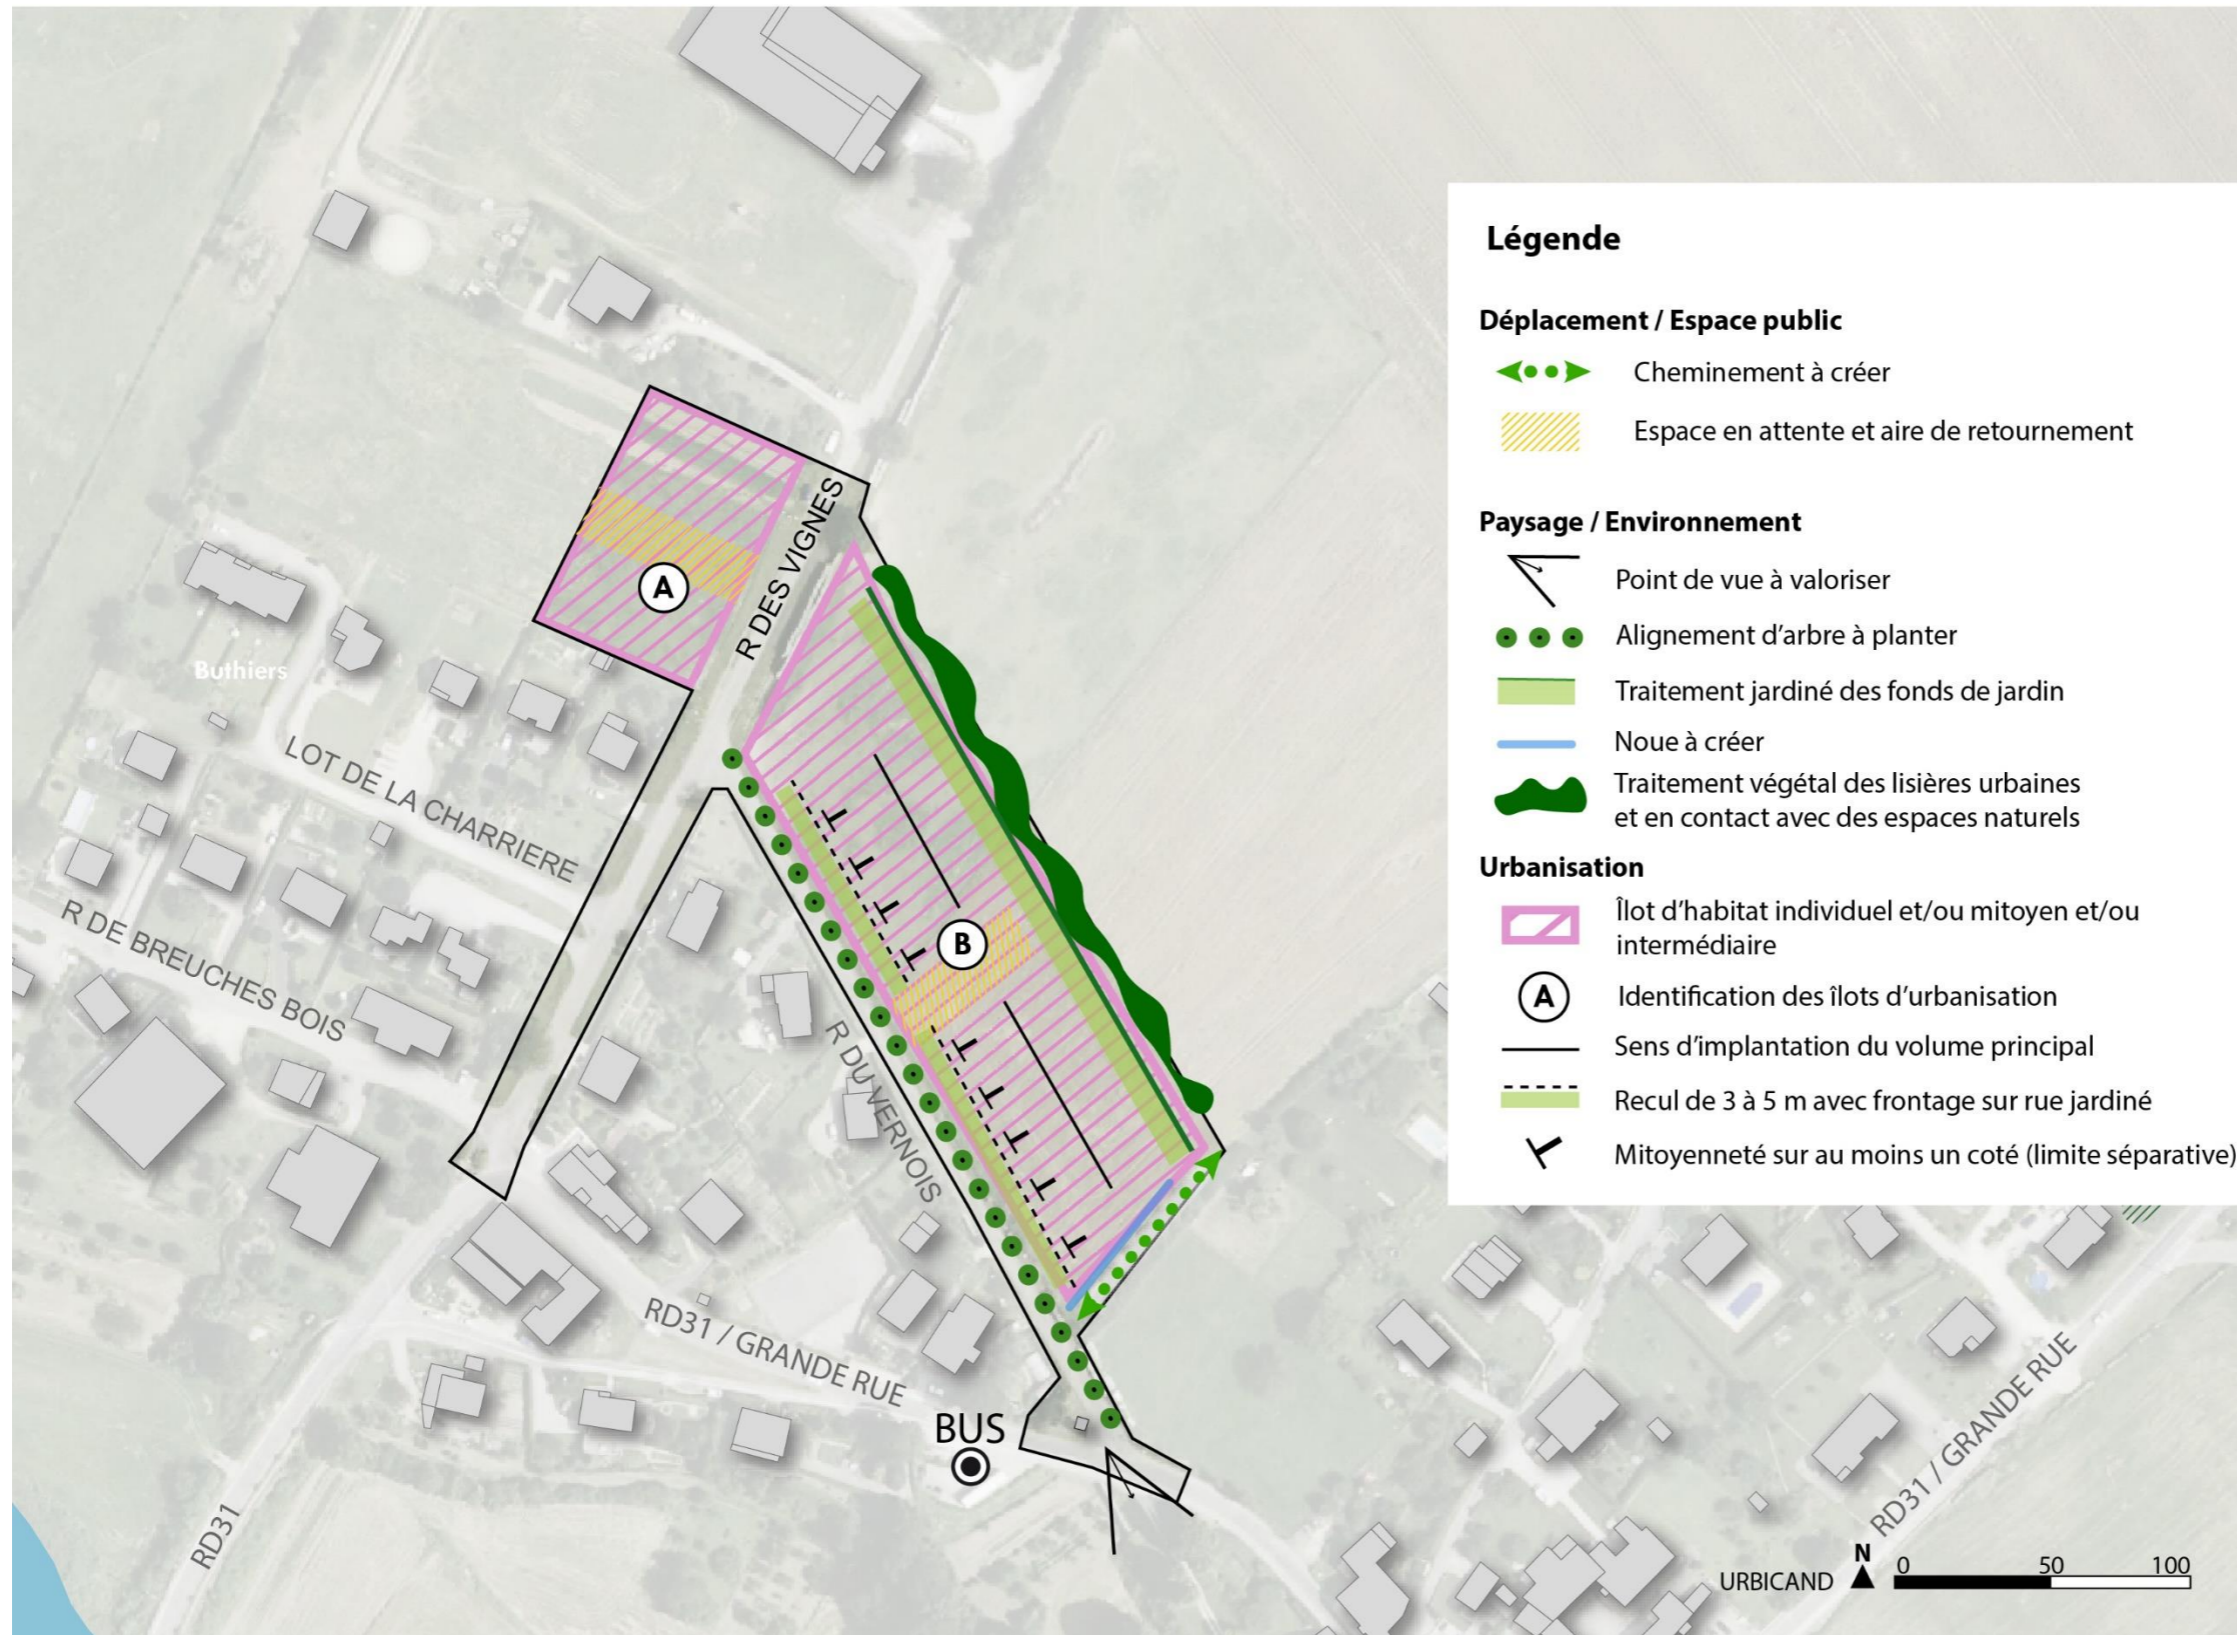 R DES VIGNES
A
Buthiers
LOT DE LA CHARRIERE
R DE BREUCHES BOIS
B
R DU VERNOIS
RD31 / GRANDE RUE
BUS
RD31
RD31 / GRANDE RUE
URBICAND
N
0 50 100
Légende
Déplacement / Espace public
Cheminement à créer
Espace en attente et aire de retournement
Paysage / Environnement
Point de vue à valoriser
Alignement d'arbre à planter
Traitement jardiné des fonds de jardin
Noue à créer
Traitement végétal des lisières urbaines
et en contact avec des espaces naturels
Urbanisation
Îlot d'habitat individuel et/ou mitoyen et/ou
intermédiaire
A
Identification des îlots d'urbanisation
Sens d'implantation du volume principal
Recul de 3 à 5 m avec frontage sur rue jardiné
Mitoyenneté sur au moins un coté (limite séparative)